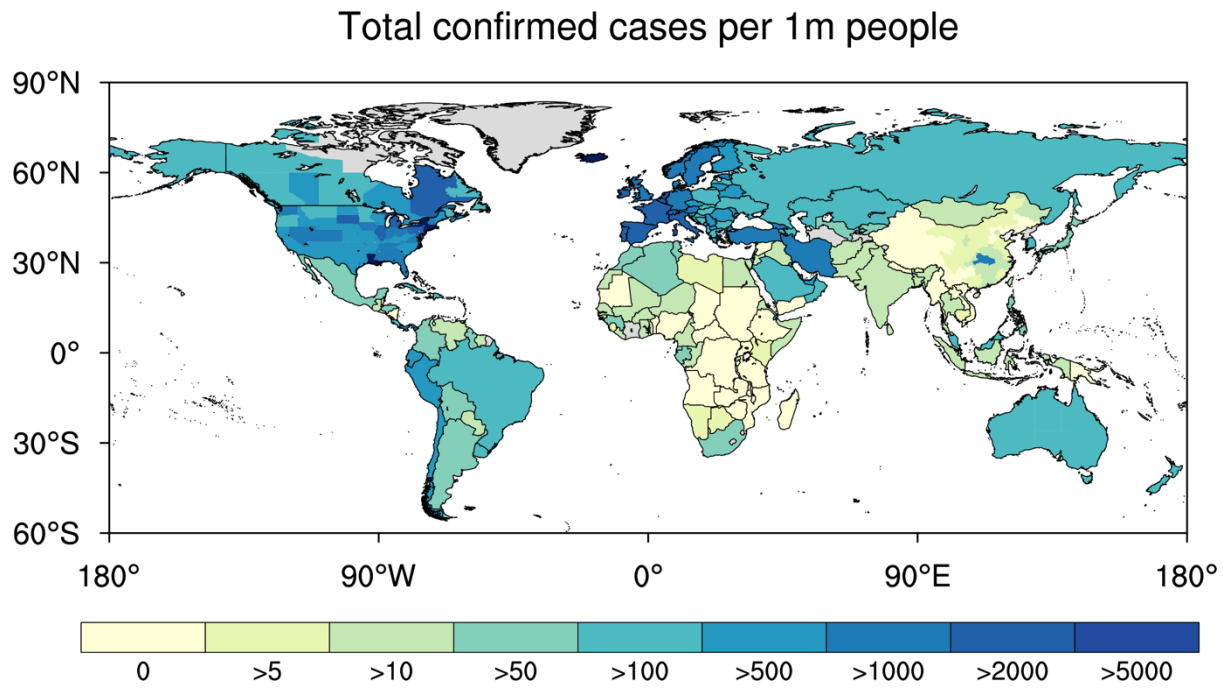 Total confirmed cases per 1m people
90°N
60°N
30°N
0°
30°S
60°S
180° 90°W 0° 90°E 180°
0 >5 >10 >50 >100 >500 >1000 >2000 >5000